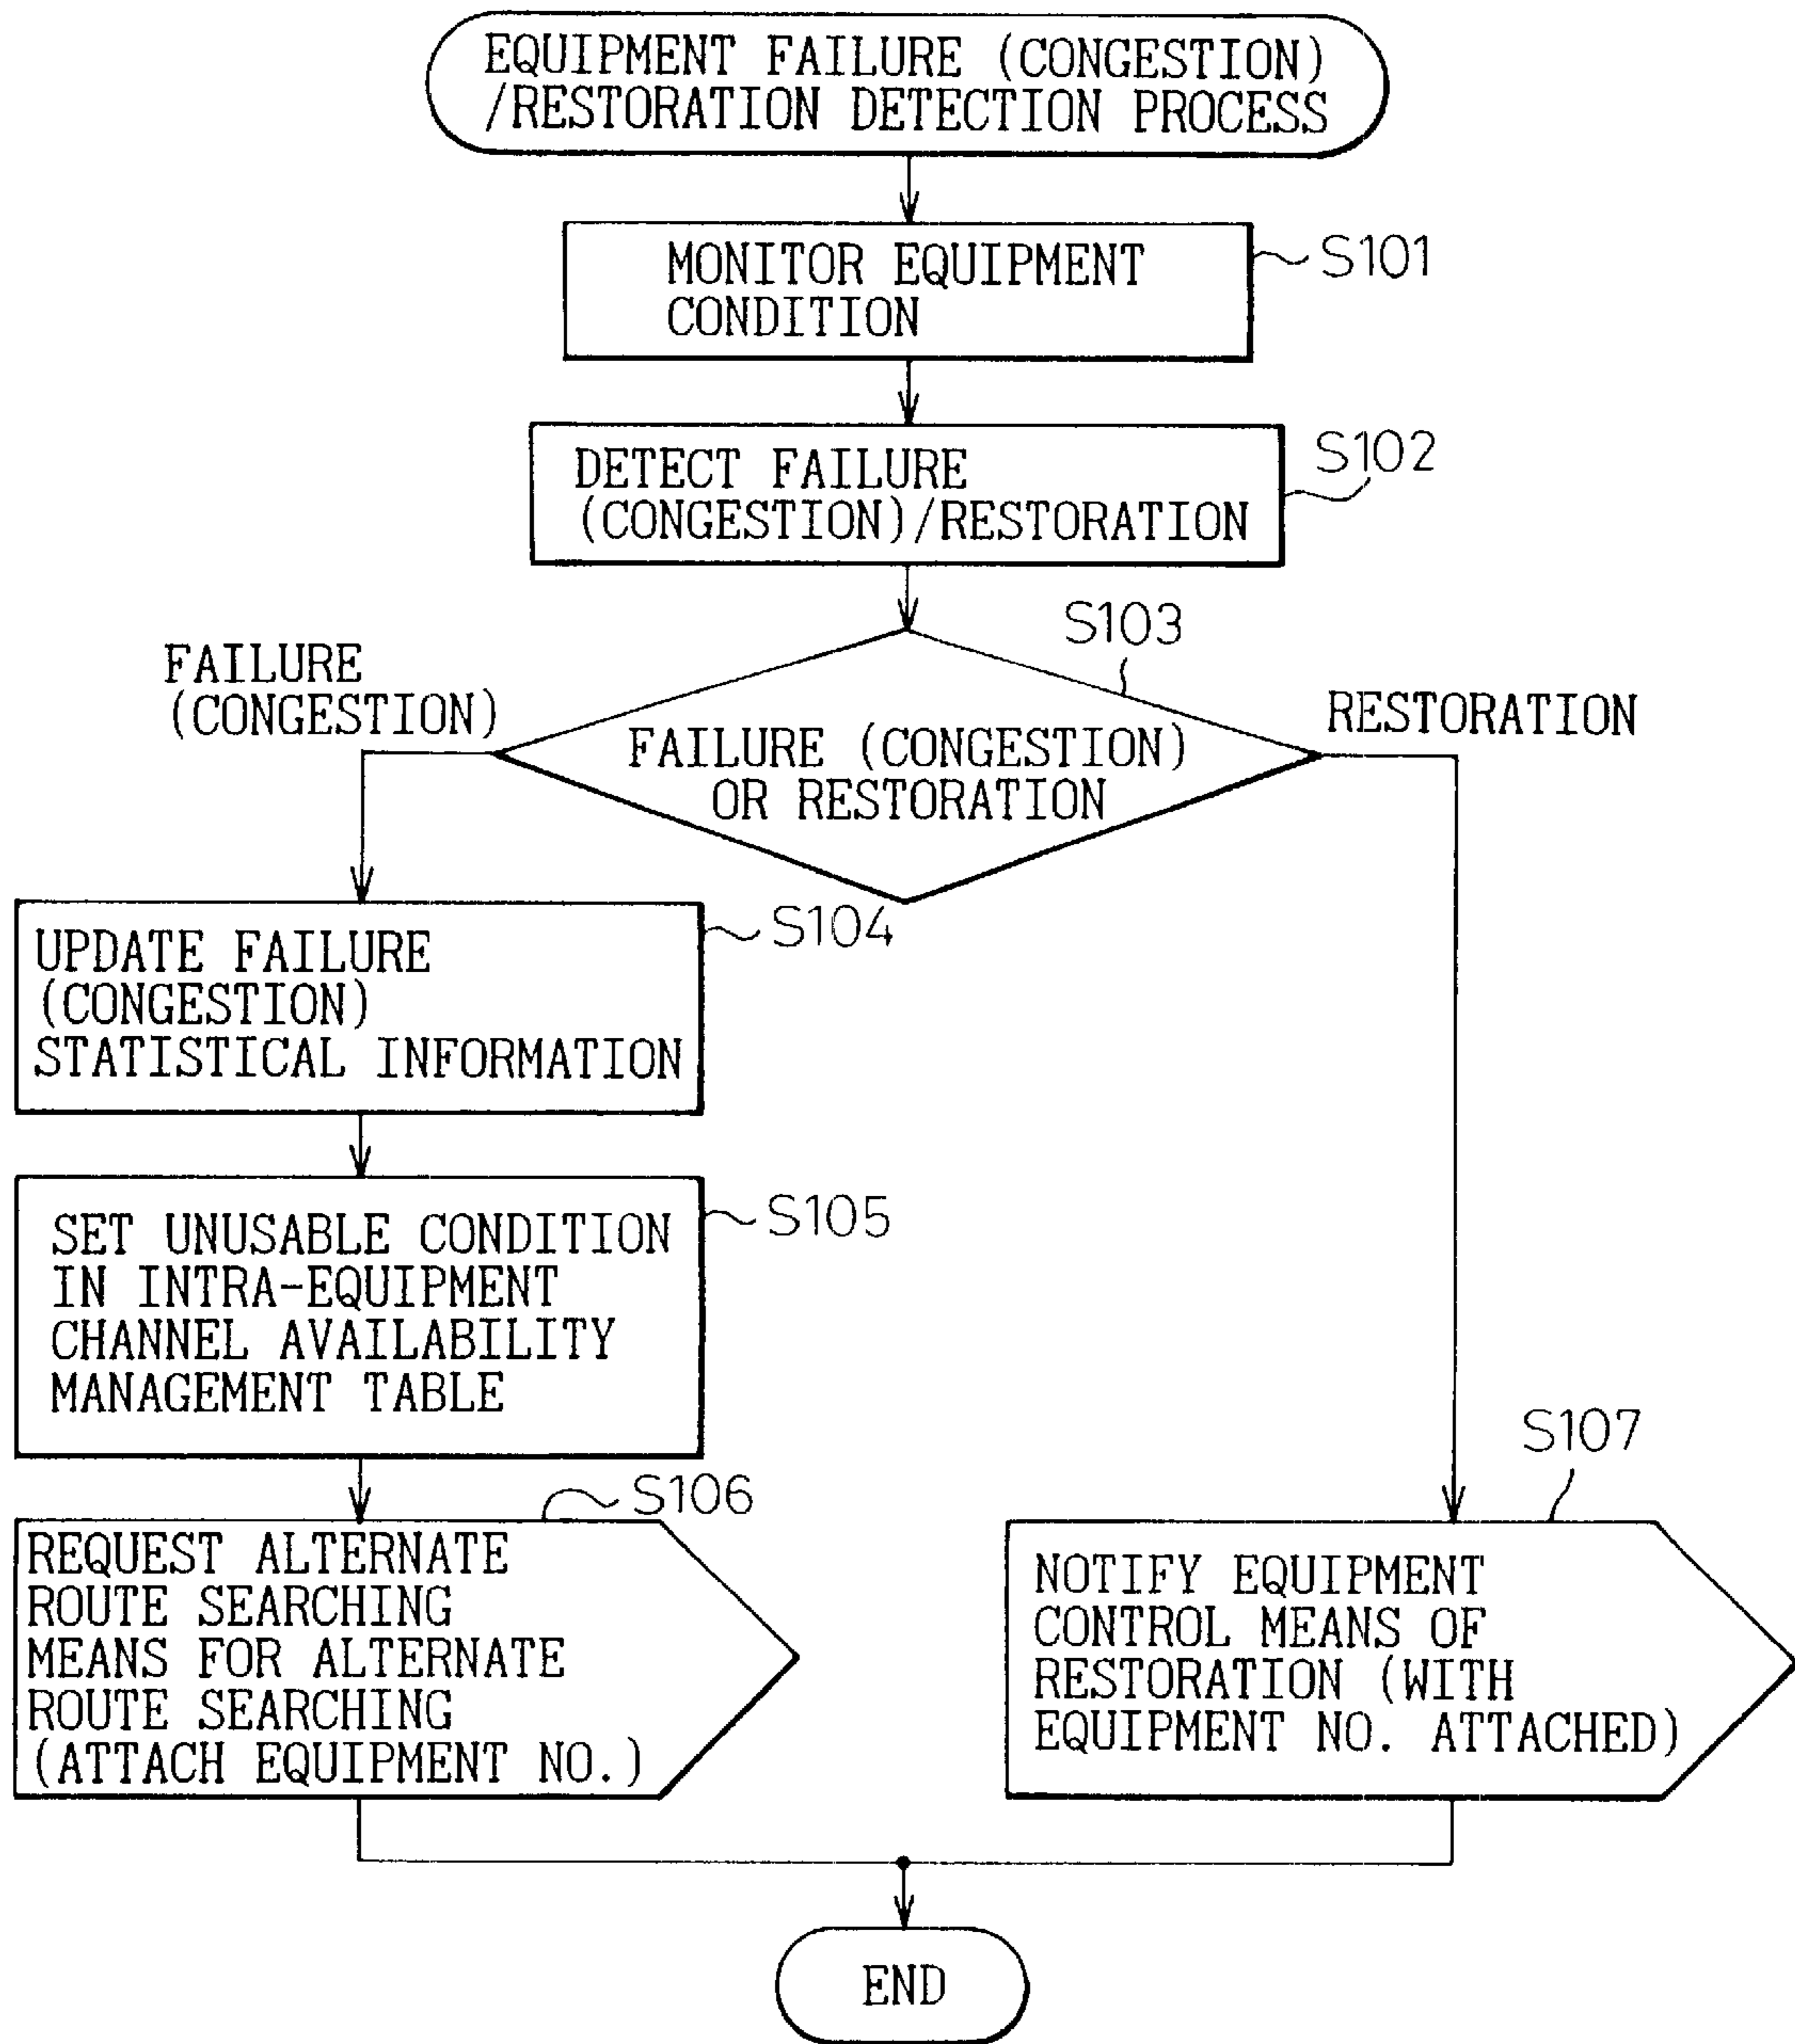 EQUIPMENT FAILURE (CONGESTION)
/RESTORATION DETECTION PROCESS
MONITOR EQUIPMENT
CONDITION
S101
DETECT FAILURE
(CONGESTION)/RESTORATION
S102
S103
FAILURE
(CONGESTION)
RESTORATION
FAILURE (CONGESTION)
OR RESTORATION
S104
UPDATE FAILURE
(CONGESTION)
STATISTICAL INFORMATION
S105
SET UNUSABLE CONDITION
IN INTRA-EQUIPMENT
CHANNEL AVAILABILITY
MANAGEMENT TABLE
S106
REQUEST ALTERNATE
ROUTE SEARCHING
MEANS FOR ALTERNATE
ROUTE SEARCHING
(ATTACH EQUIPMENT NO.)
S107
NOTIFY EQUIPMENT
CONTROL MEANS OF
RESTORATION (WITH
EQUIPMENT NO. ATTACHED)
END